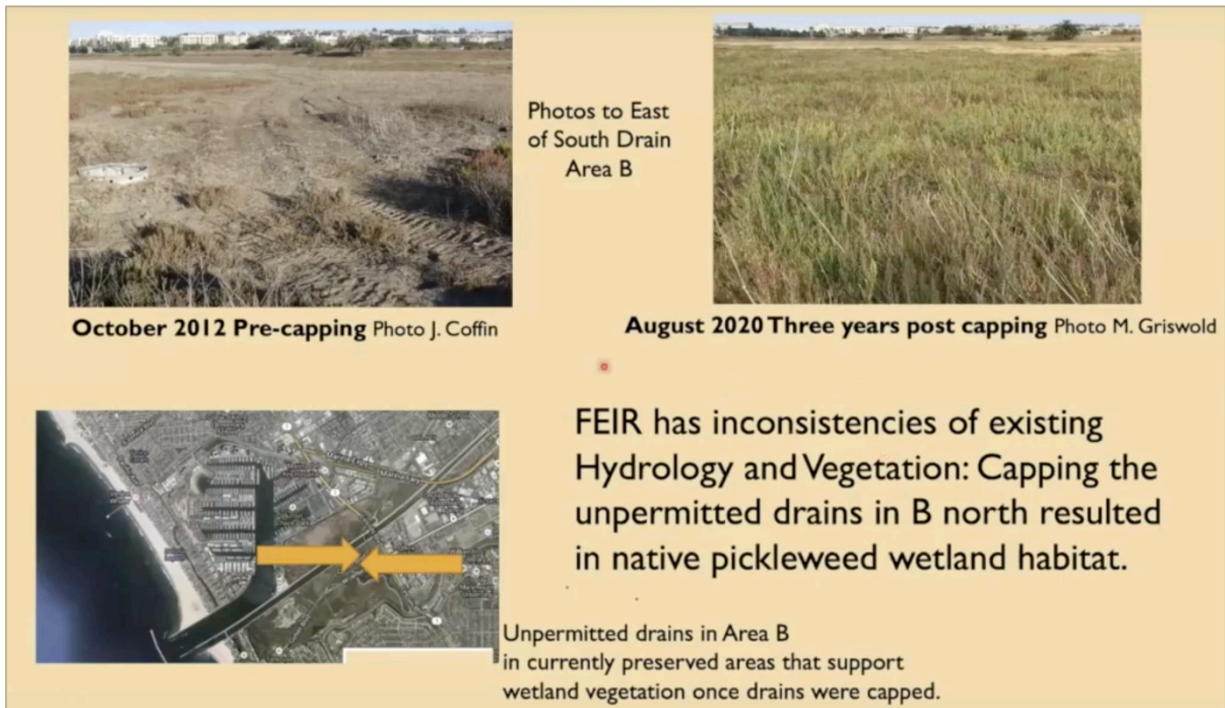 Photos to East
of South Drain
Area B
October 2012 Pre-capping Photo J. Coffin
August 2020 Three years post capping Photo M. Griswold
FEIR has inconsistencies of existing
Hydrology and Vegetation: Capping the
unpermitted drains in B north resulted
in native pickleweed wetland habitat.
Unpermitted drains in Area B
in currently preserved areas that support
wetland vegetation once drains were capped.